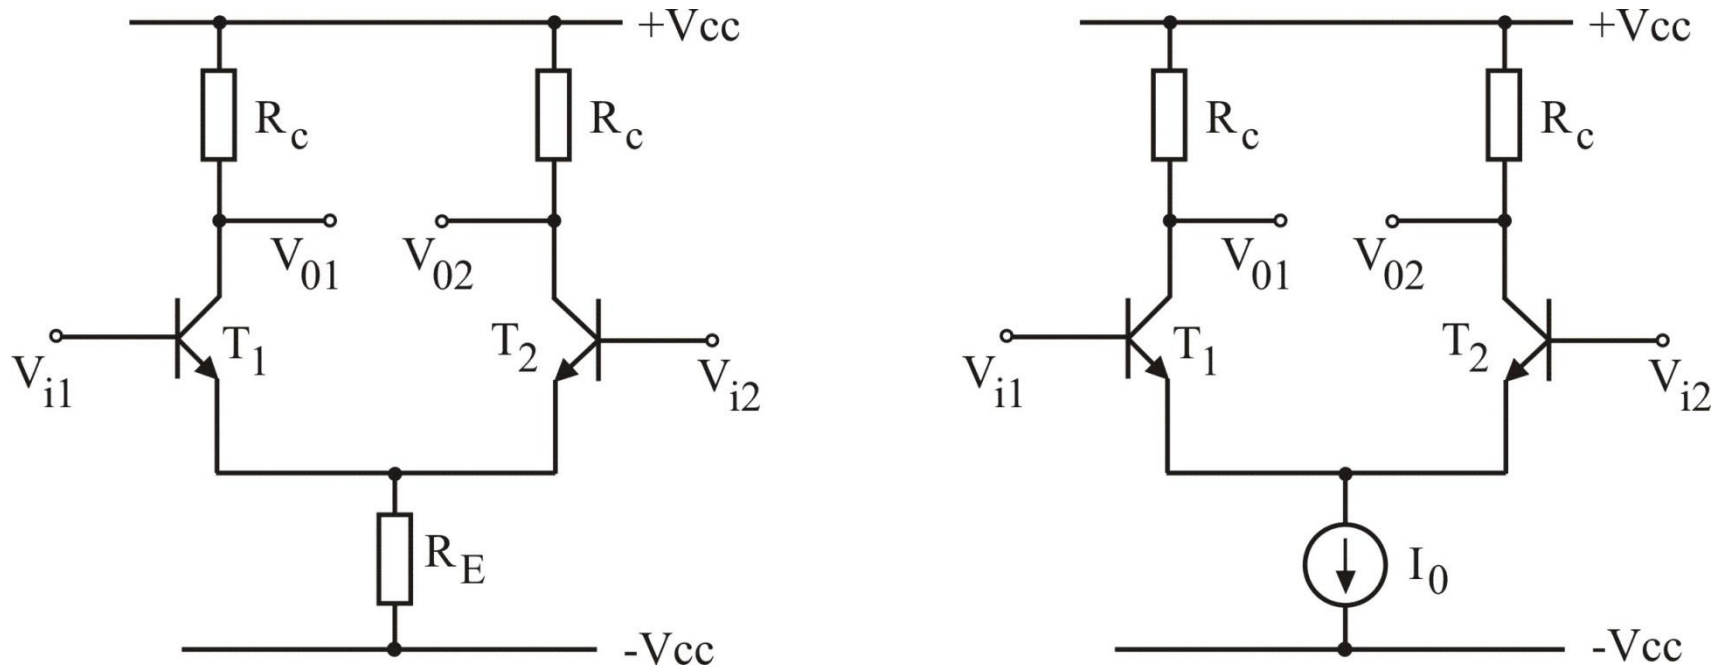 +Vcc
+Vcc
Rc
Rc
Rc
Rc
V01
V02
V01
V02
T1
T2
T1
T2
Vi1
Vi2
Vi1
Vi2
RE
I0
-Vcc
-Vcc